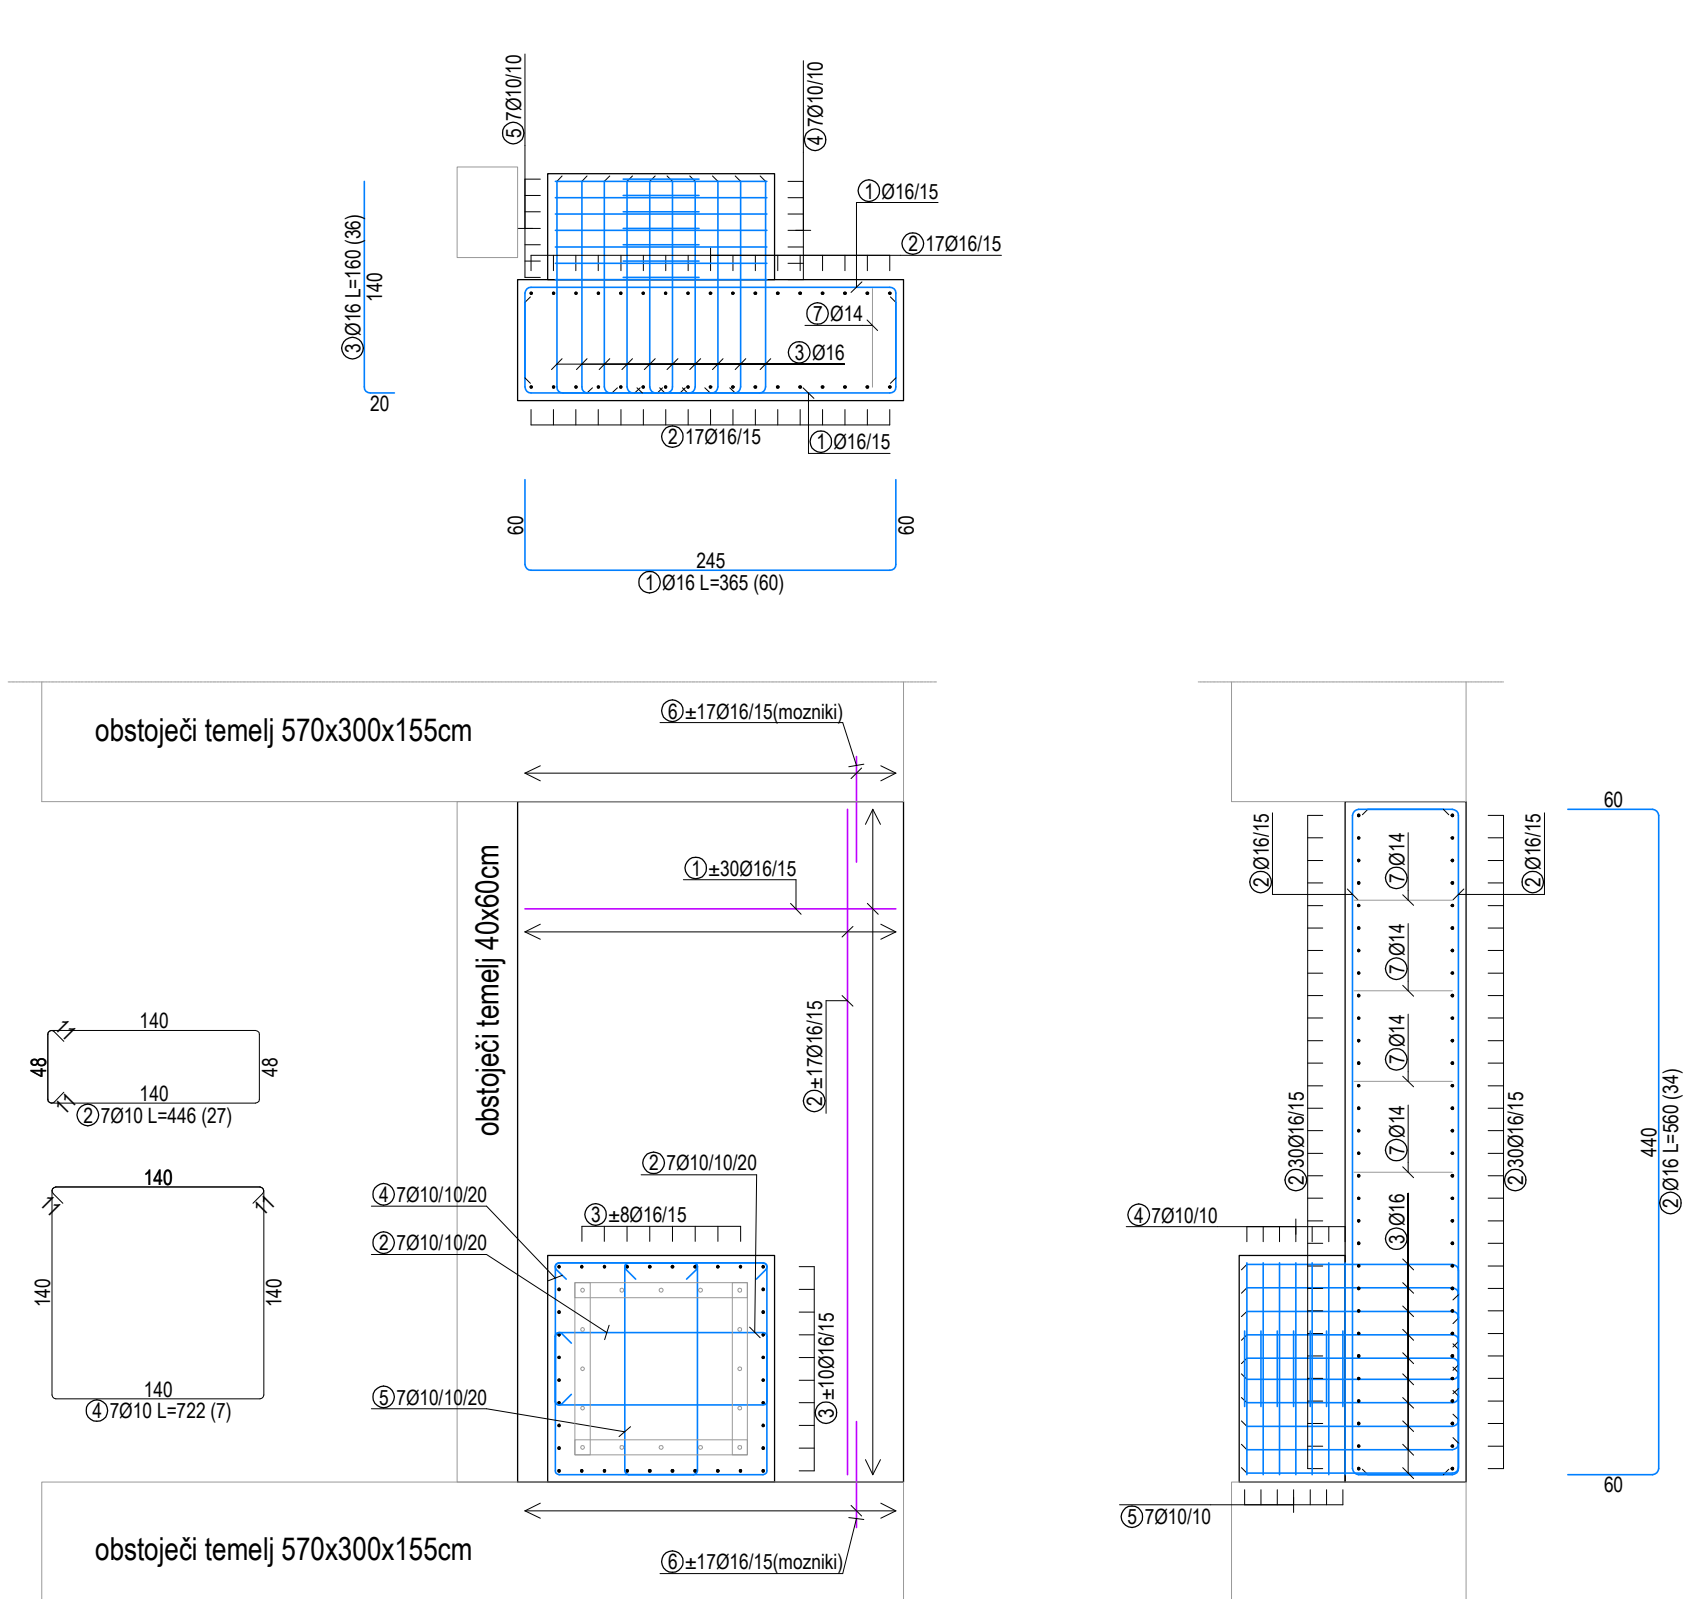 ⑤7Ø10/10
④7Ø10/10
①Ø16/15
②17Ø16/15
③Ø16 L=160 (36)
140
⑦Ø14
③Ø16
20
②17Ø16/15
①Ø16/15
60
60
245
①Ø16 L=365 (60)
obstoječi temelj 570x300x155cm
⑥±17Ø16/15(mozniki)
60
②Ø16/15
⑦Ø14
②Ø16/15
obstoječi temelj 40x60cm
①±30Ø16/15
⑦Ø14
②±17Ø16/15
⑦Ø14
11
140
48
48
140
11
②7Ø10 L=446 (27)
②30Ø16/15
⑦Ø14
②30Ø16/15
440
②Ø16 L=560 (34)
140
11
11
140
140
140
④7Ø10 L=722 (7)
②7Ø10/10/20
④7Ø10/10/20
③±8Ø16/15
②7Ø10/10/20
④7Ø10/10
③Ø16
③±10Ø16/15
⑤7Ø10/10/20
60
⑤7Ø10/10
obstoječi temelj 570x300x155cm
⑥±17Ø16/15(mozniki)